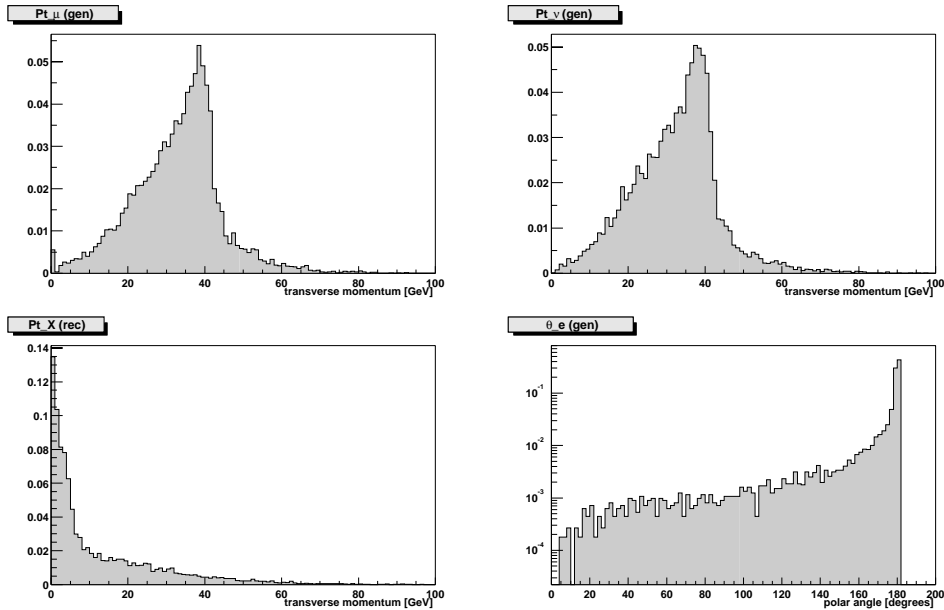 Pt_μ (gen)
0.05
0.04
0.03
0.02
0.01
0
0 20 40 60 80 100
transverse momentum [GeV]
Pt_ν (gen)
0.05
0.04
0.03
0.02
0.01
0
0 20 40 60 80 100
transverse momentum [GeV]
Pt_X (rec)
0.14
0.12
0.1
0.08
0.06
0.04
0.02
0
0 20 40 60 80 100
transverse momentum [GeV]
θ_e (gen)
10⁻¹
10⁻²
10⁻³
10⁻⁴
0 20 40 60 80 100 120 140 160 180 200
polar angle [degrees]